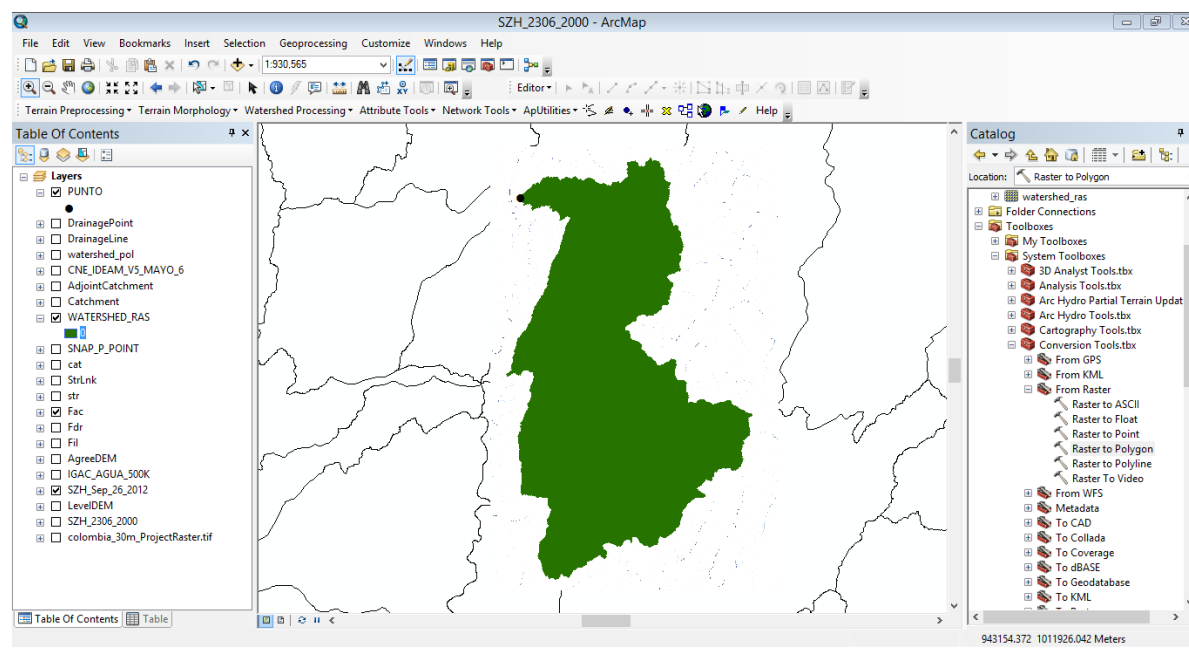 SZH_2306_2000 - ArcMap
File Edit View Bookmarks Insert Selection Geoprocessing Customize Windows Help
1:930,565
Editor
Terrain Preprocessing Terrain Morphology Watershed Processing Attribute Tools Network Tools ApUtilities Help
Table Of Contents
Layers
PUNTO
DrainagePoint
DrainageLine
watershed_pol
CNE_IDEAM_V5_MAYO_6
AdjointCatchment
Catchment
WATERSHED_RAS
0
SNAP_P_POINT
cat
StrLnk
str
Fac
Fdr
Fil
AgreeDEM
IGAC_AGUA_500K
SZH_Sep_26_2012
LevelDEM
SZH_2306_2000
colombia_30m_ProjectRaster.tif
Table Of Contents Table
Catalog
Location: Raster to Polygon
watershed_ras
Folder Connections
Toolboxes
My Toolboxes
System Toolboxes
3D Analyst Tools.tbx
Analysis Tools.tbx
Arc Hydro Partial Terrain Updat
Arc Hydro Tools.tbx
Cartography Tools.tbx
Conversion Tools.tbx
From GPS
From KML
From Raster
Raster to ASCII
Raster to Float
Raster to Point
Raster to Polygon
Raster to Polyline
Raster To Video
From WFS
Metadata
To CAD
To Collada
To Coverage
To dBASE
To Geodatabase
To KML
943154.372 1011926.042 Meters